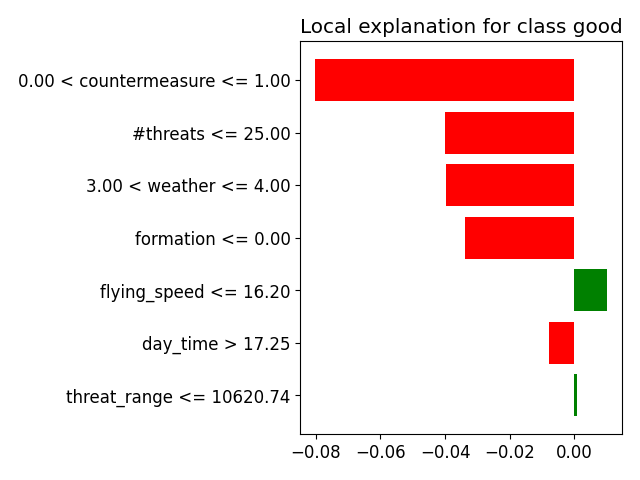 Local explanation for class good
0.00 < countermeasure <= 1.00
#threats <= 25.00
3.00 < weather <= 4.00
formation <= 0.00
flying_speed <= 16.20
day_time > 17.25
threat_range <= 10620.74
−0.08 −0.06 −0.04 −0.02 0.00